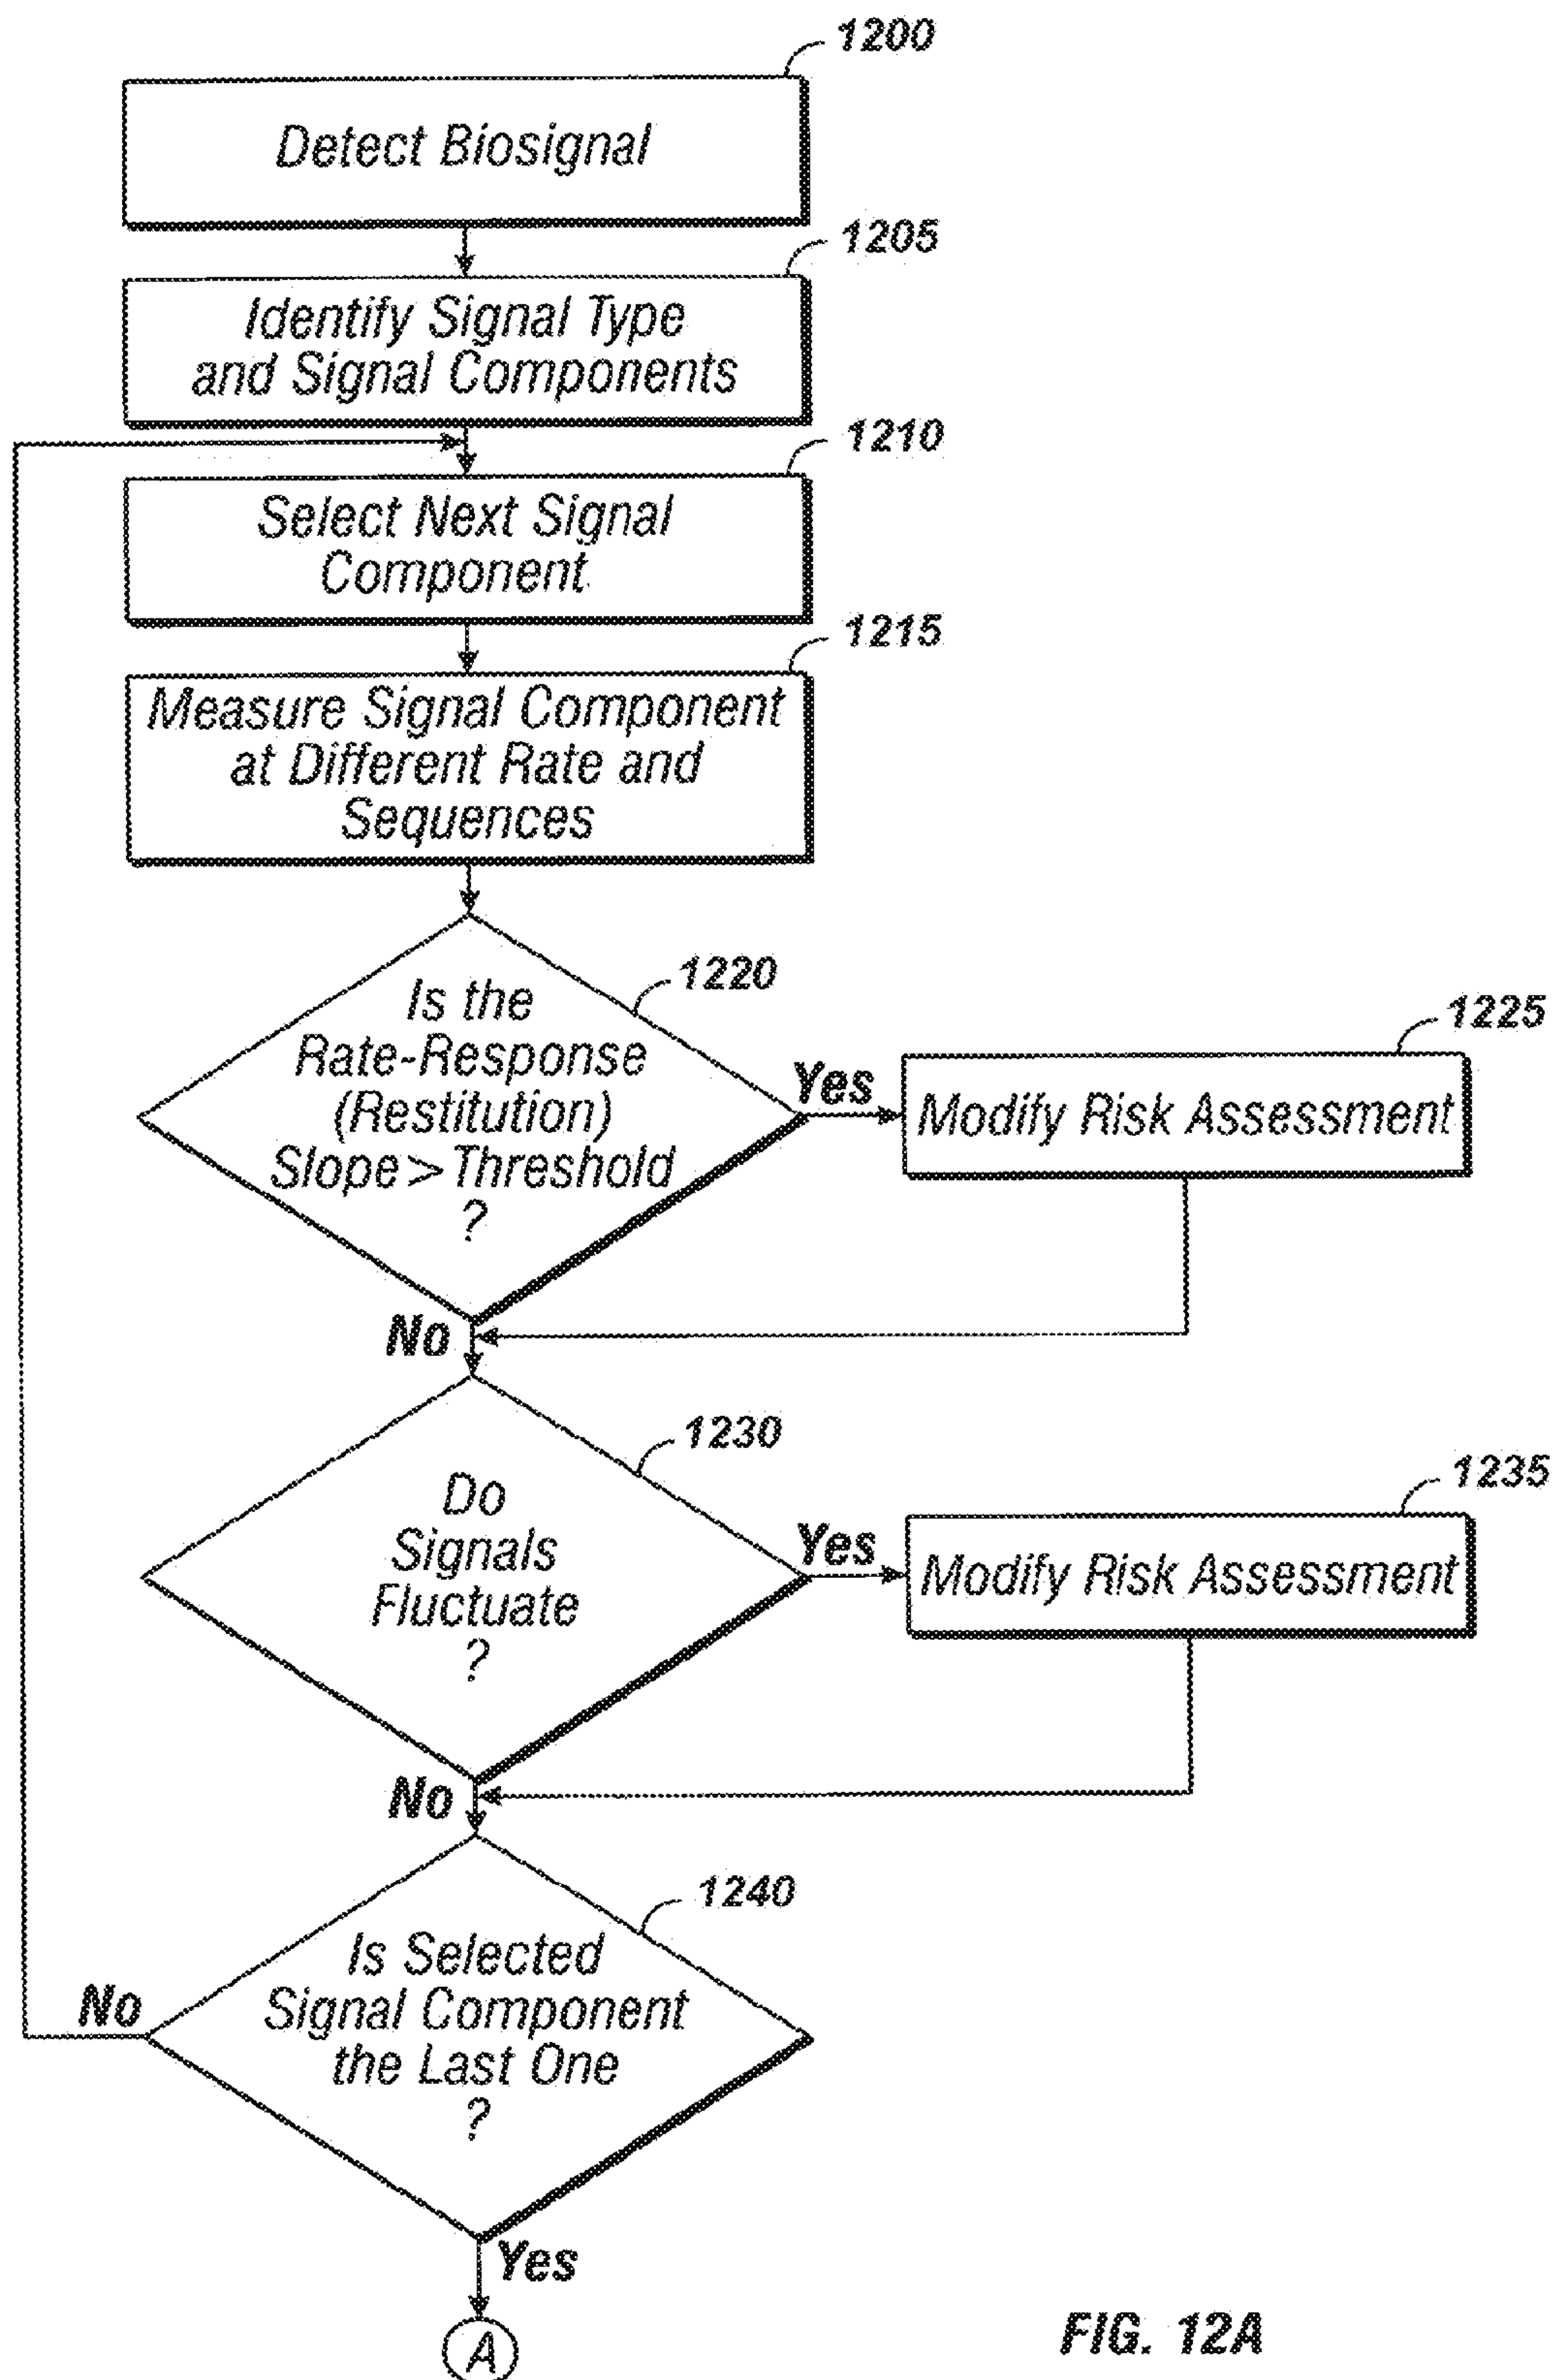 1200
Detect Biosignal
1205
Identify Signal Type
and Signal Components
1210
Select Next Signal
Component
1215
Measure Signal Component
at Different Rate and
Sequences
1220
Is the
Rate-Response
(Restitution)
Slope > Threshold
?
Yes
1225
Modify Risk Assessment
No
1230
Do
Signals
Fluctuate
?
Yes
1235
Modify Risk Assessment
No
1240
Is Selected
Signal Component
the Last One
?
No
Yes
A
FIG. 12A